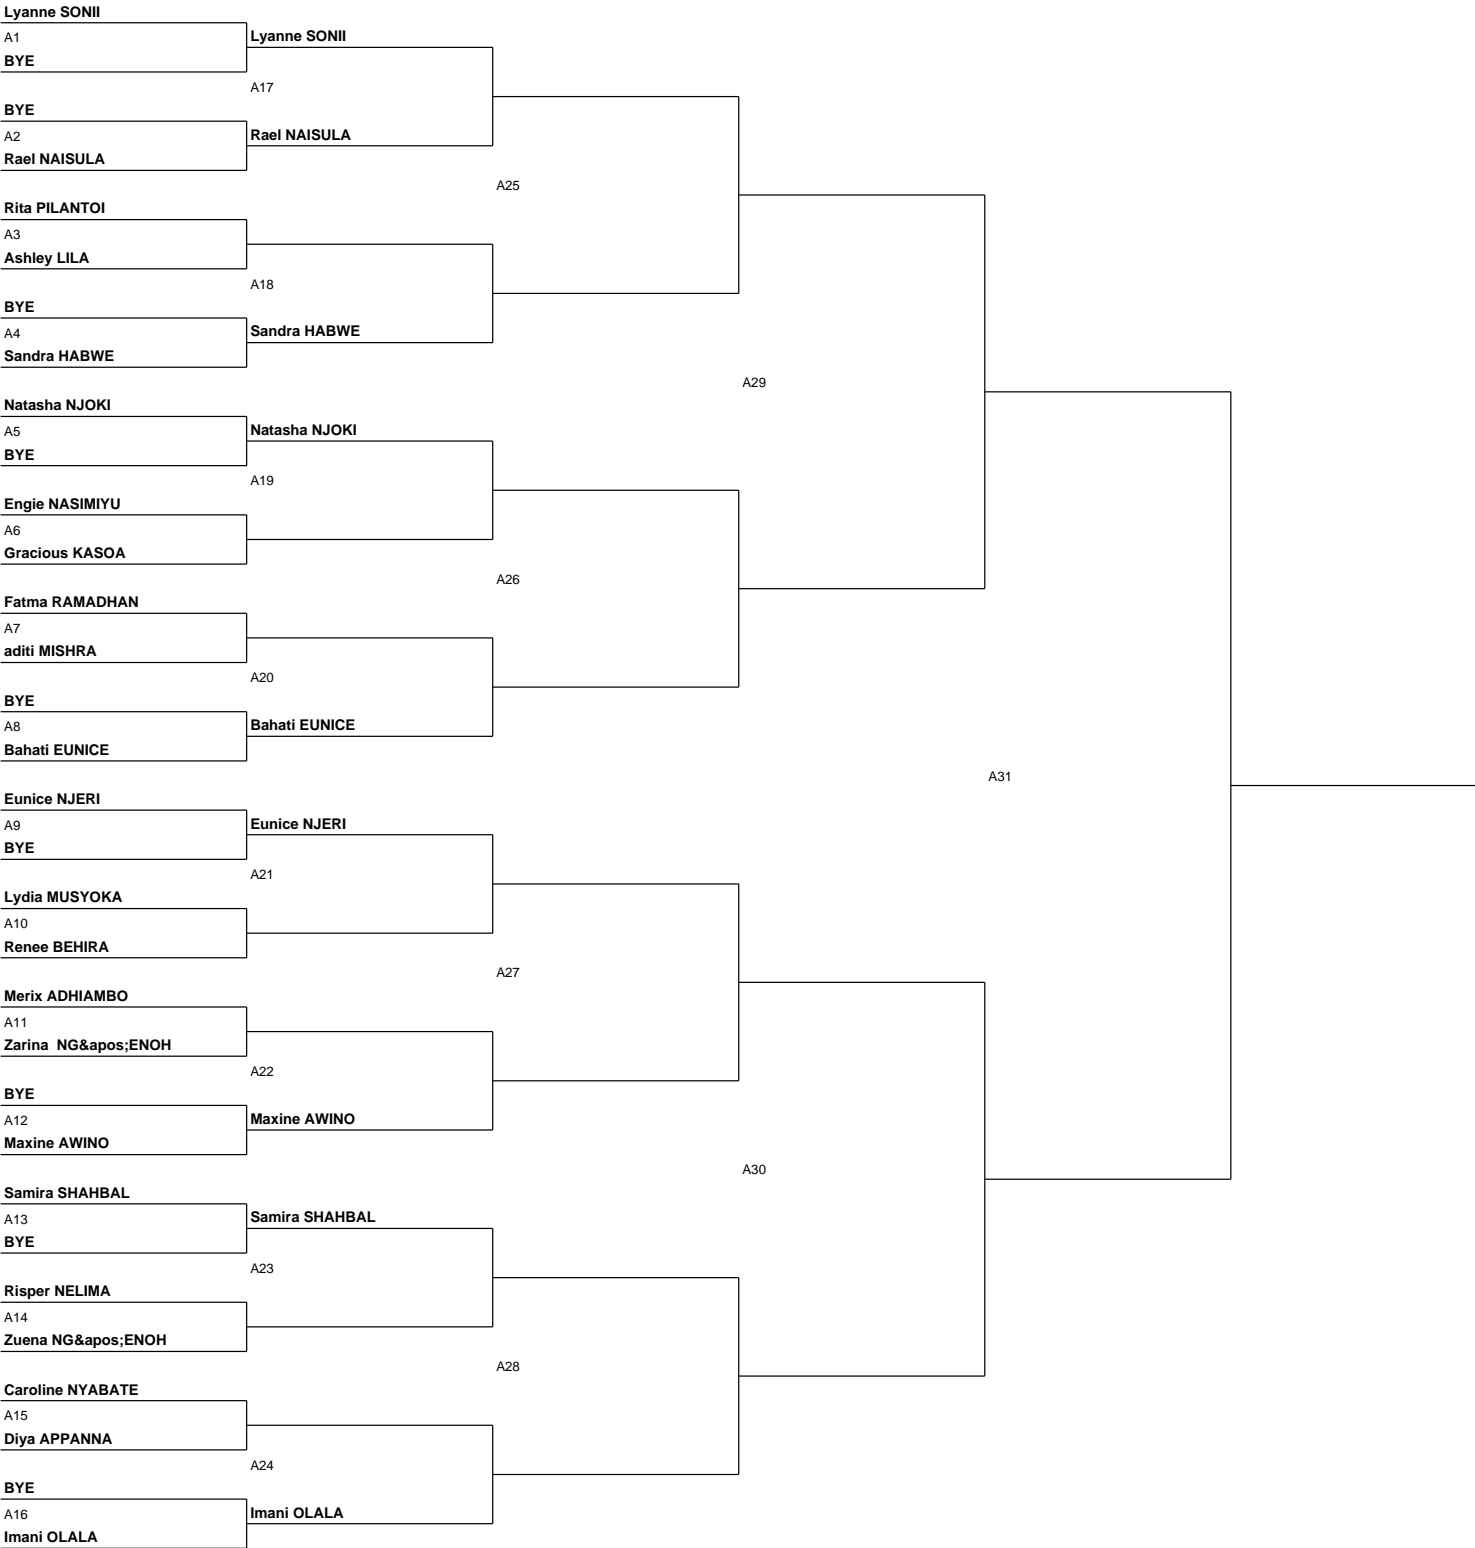 Lyanne SONII
A1
BYE
Lyanne SONII
A17
BYE
A2
Rael NAISULA
Rael NAISULA
A25
Rita PILANTOI
A3
Ashley LILA
A18
BYE
A4
Sandra HABWE
Sandra HABWE
A29
Natasha NJOKI
A5
BYE
Natasha NJOKI
A19
Engie NASIMIYU
A6
Gracious KASOA
A26
Fatma RAMADHAN
A7
aditi MISHRA
A20
BYE
A8
Bahati EUNICE
Bahati EUNICE
A31
Eunice NJERI
A9
BYE
Eunice NJERI
A21
Lydia MUSYOKA
A10
Renee BEHIRA
A27
Merix ADHIAMBO
A11
Zarina  NG&apos;ENOH
A22
BYE
A12
Maxine AWINO
Maxine AWINO
A30
Samira SHAHBAL
A13
BYE
Samira SHAHBAL
A23
Risper NELIMA
A14
Zuena NG&apos;ENOH
A28
Caroline NYABATE
A15
Diya APPANNA
A24
BYE
A16
Imani OLALA
Imani OLALA